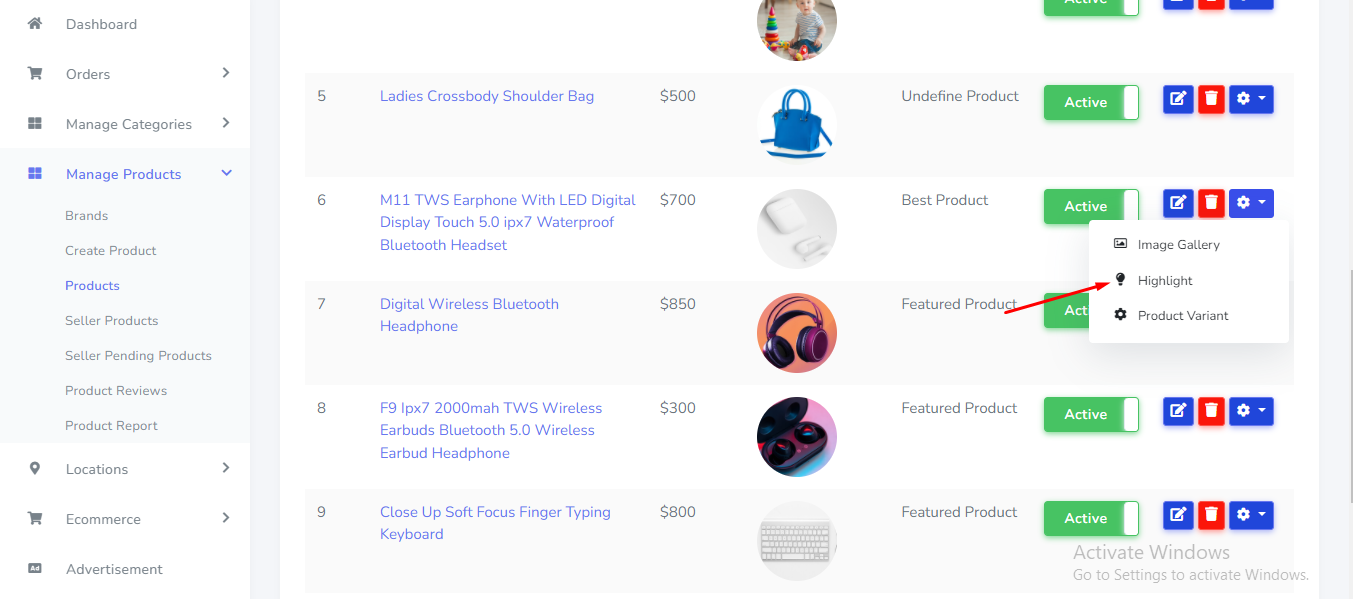 Dashboard
Orders
Manage Categories
Manage Products
Brands
Create Product
Products
Seller Products
Seller Pending Products
Product Reviews
Product Report
Locations
Ecommerce
Ad Advertisement
Active
5 Ladies Crossbody Shoulder Bag $500 Undefine Product Active
6 M11 TWS Earphone With LED Digital $700 Best Product Active
Display Touch 5.0 ipx7 Waterproof
Bluetooth Headset
Image Gallery
Highlight
Product Variant
7 Digital Wireless Bluetooth $850 Featured Product Act
Headphone
8 F9 Ipx7 2000mah TWS Wireless $300 Featured Product Active
Earbuds Bluetooth 5.0 Wireless
Earbud Headphone
9 Close Up Soft Focus Finger Typing $800 Featured Product Active
Keyboard
Activate Windows
Go to Settings to activate Windows.